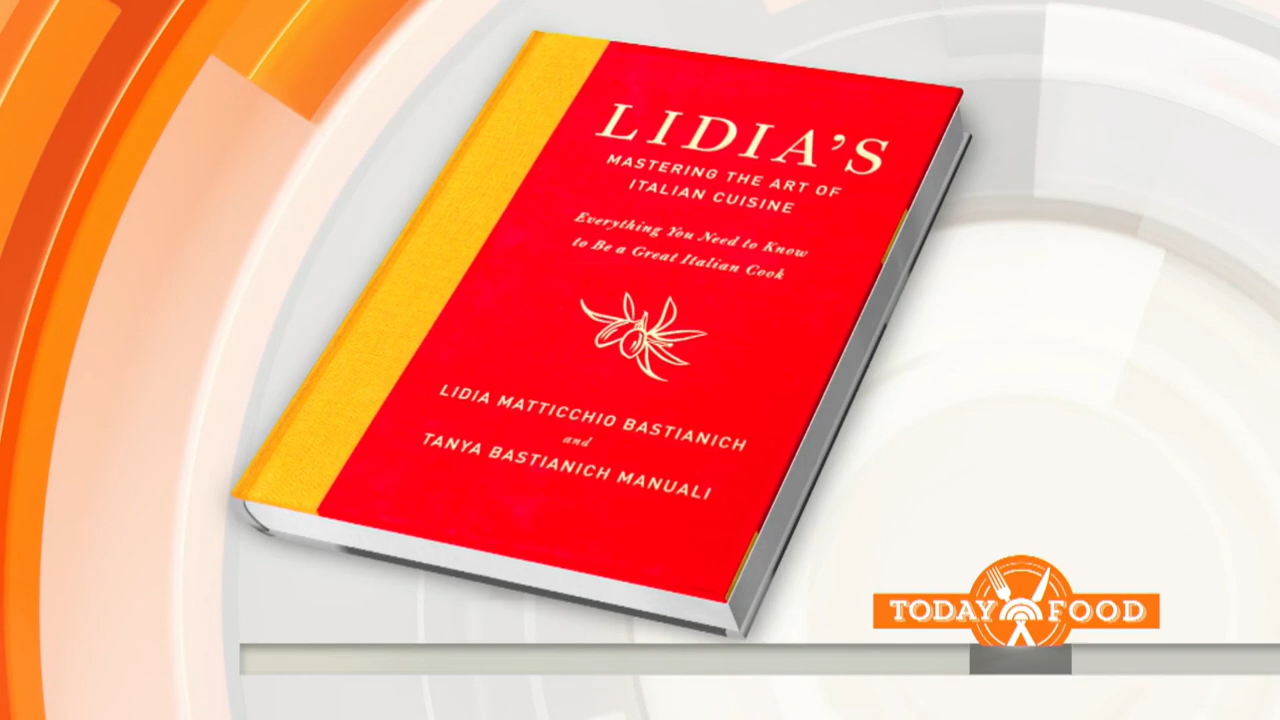 LIDIA'S
MASTERING THE ART OF
ITALIAN CUISINE
Everything You Need to Know
to Be a Great Italian Cook
LIDIA MATTICCHIO BASTIANICH
and
TANYA BASTIANICH MANUALI
TODAY FOOD